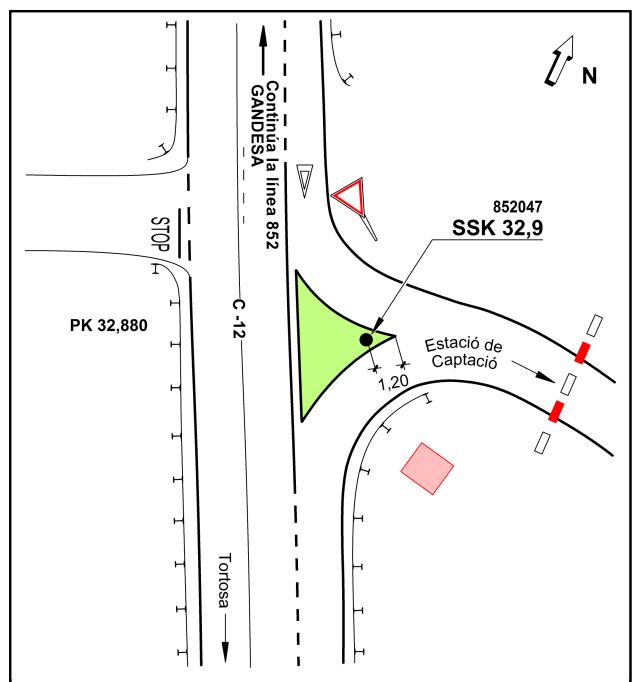 N
Continúa la línea 852
GANDESA
852047
SSK 32,9
STOP
C -12
PK 32,880
Estació de
Captació
1,20
Tortosa